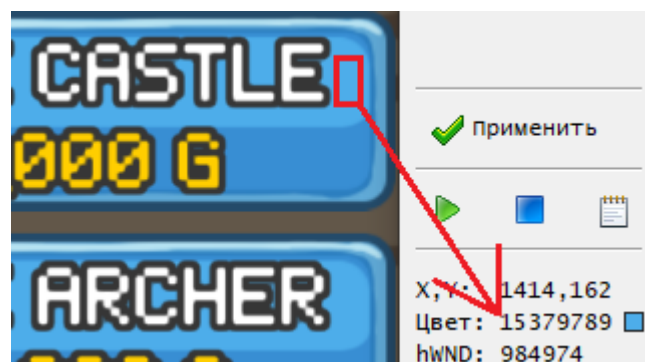 CASTLE
,000 G
ARCHER
Применить
X,Y: 1414,162
Цвет: 15379789
hWND: 984974